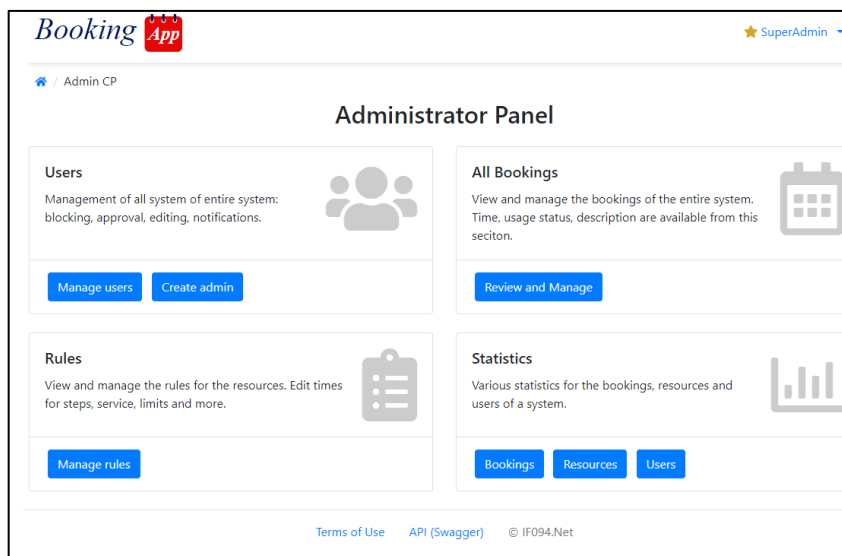 Booking App
SuperAdmin
/ Admin CP
Administrator Panel
Users
Management of all system of entire system:
blocking, approval, editing, notifications.
Manage users Create admin
All Bookings
View and manage the bookings of the entire system.
Time, usage status, description are available from this
seciton.
Review and Manage
Rules
View and manage the rules for the resources. Edit times
for steps, service, limits and more.
Manage rules
Statistics
Various statistics for the bookings, resources and
users of a system.
Bookings Resources Users
Terms of Use API (Swagger) © IF094.Net